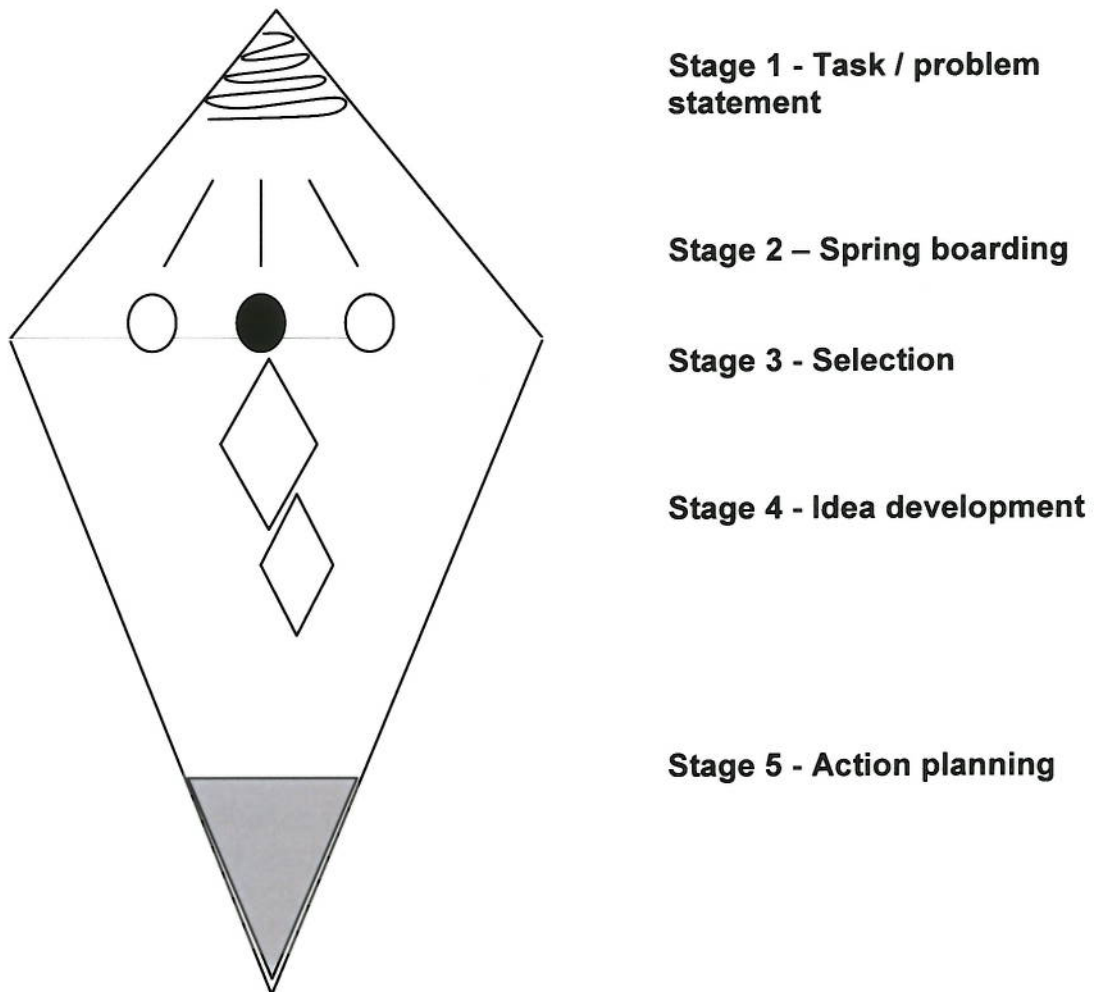 Stage 1 - Task / problem
statement
Stage 2 – Spring boarding
Stage 3 - Selection
Stage 4 - Idea development
Stage 5 - Action planning